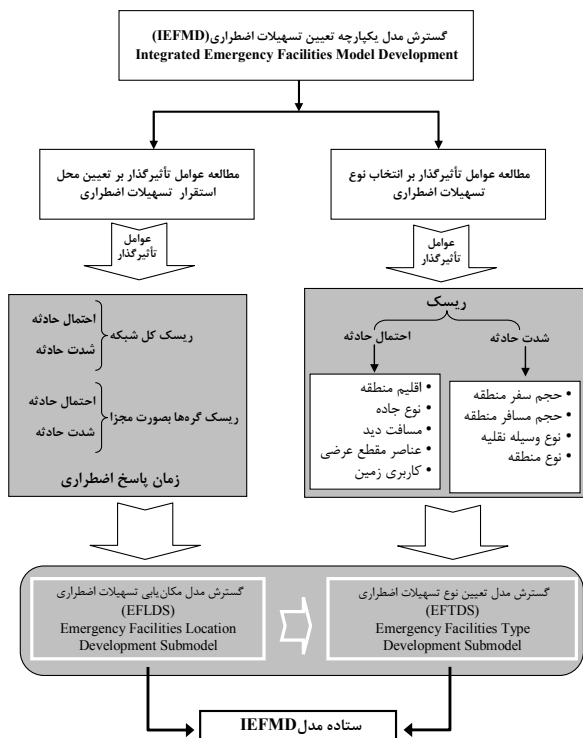 گسترش مدل یکپارچه تعیین تسهیلات اضطراری(IEFMD)
Integrated Emergency Facilities Model Development
مطالعه عوامل تأثیرگذار بر انتخاب نوع
تسهیلات اضطراری
مطالعه عوامل تأثیرگذار بر تعیین محل
استقرار تسهیلات اضطراری
عوامل
تأثیرگذار
عوامل
تأثیرگذار
ریسک
شدت حادثه
احتمال حادثه
• حجم سفر منطقه
• حجم مسافر منطقه
• نوع وسیله نقلیه
• نوع منطقه
• اقلیم منطقه
• نوع جاده
• مسافت دید
• عناصر مقطع عرضی
• کاربری زمین
ریسک کل شبکه
احتمال حادثه
شدت حادثه
ریسک گره‌ها بصورت مجزا
احتمال حادثه
شدت حادثه
زمان پاسخ اضطراری
گسترش مدل مکان‌یابی تسهیلات اضطراری
(EFLDS)
Emergency Facilities Location
Development Submodel
گسترش مدل تعیین نوع تسهیلات اضطراری
(EFTDS)
Emergency Facilities Type
Development Submodel
ستاده مدل IEFMD